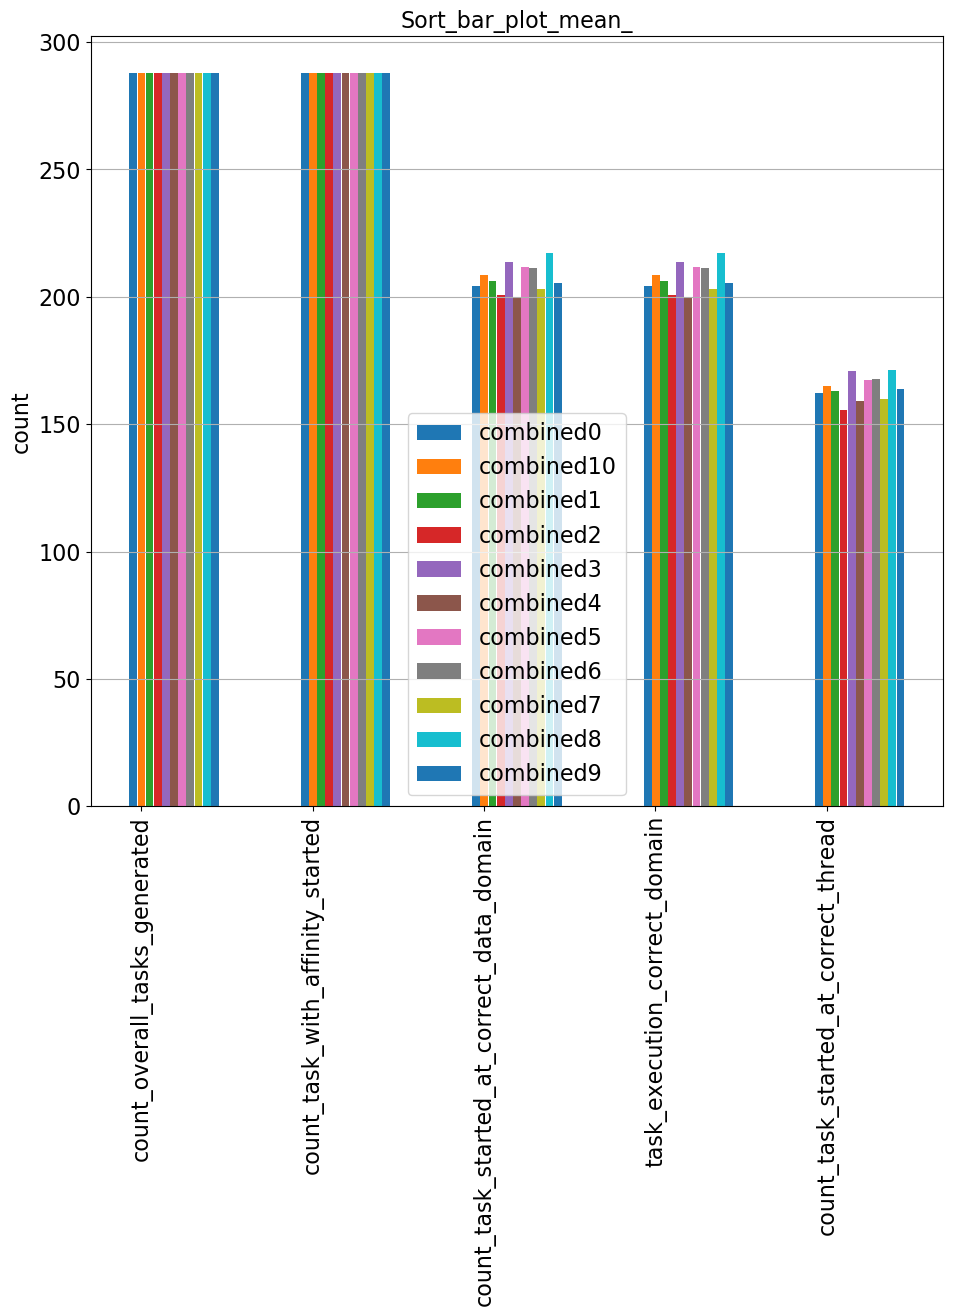 Sort_bar_plot_mean_
300
250
200
150
100
50
0
count
combined0
combined10
combined1
combined2
combined3
combined4
combined5
combined6
combined7
combined8
combined9
count_overall_tasks_generated
count_task_with_affinity_started
count_task_started_at_correct_data_domain
task_execution_correct_domain
count_task_started_at_correct_thread